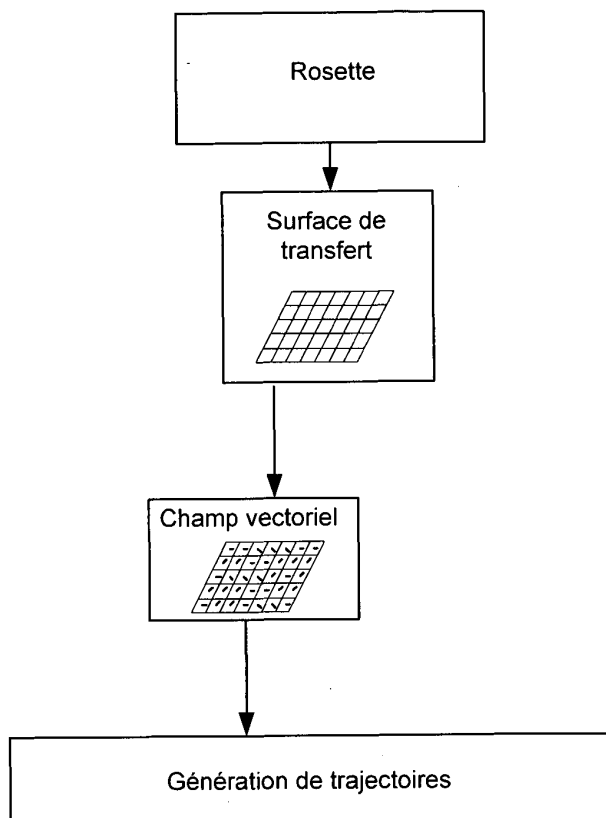 Rosette
Surface de
transfert
Champ vectoriel
Génération de trajectoires